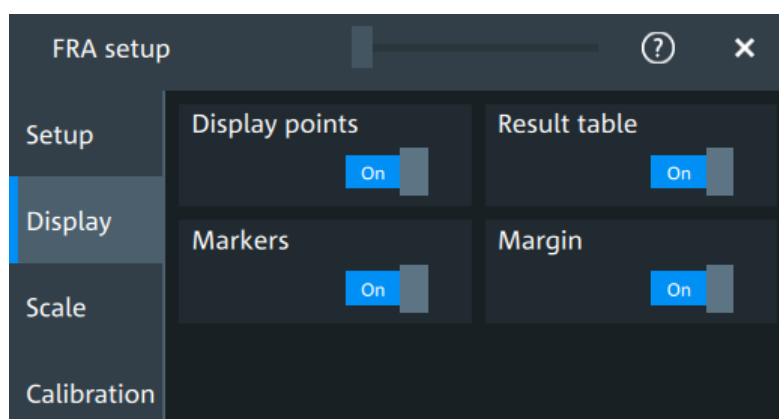 FRA setup
?
Setup
Display
Scale
Calibration
Display points
On
Result table
On
Markers
On
Margin
On